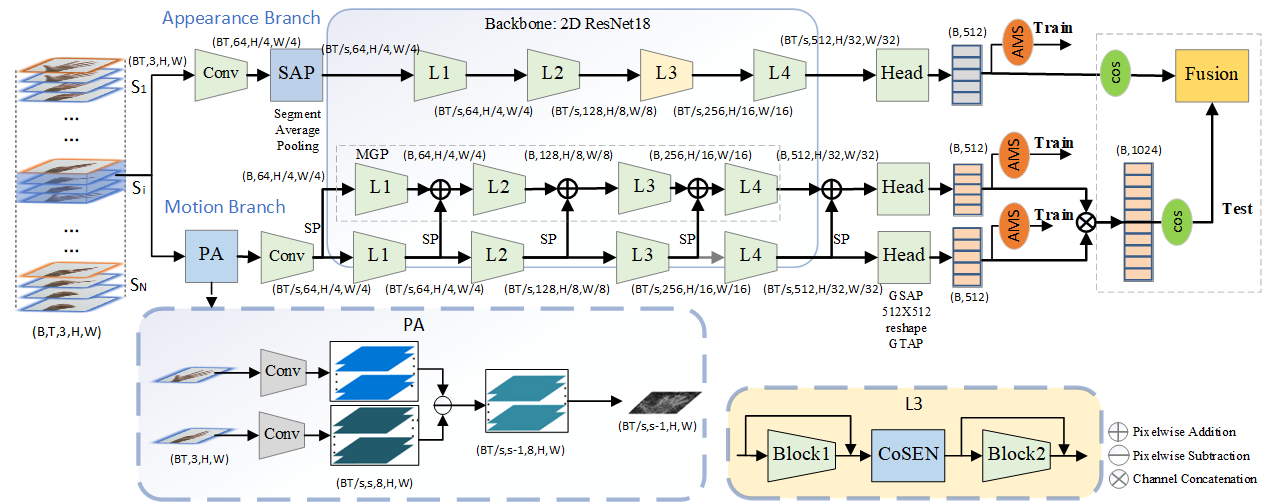 Appearance Branch
Backbone: 2D ResNet18
(BT,3,H,W)
(BT,64,H/4,W/4)
(BT/s,64,H/4,W/4)
(BT/s,512,H/32,W/32)
(B,512)
AMS
Train
Conv
SAP
L1
L2
L3
L4
Head
cos
Fusion
S1
...
...
Segment
Average
Pooling
(BT/s,64,H/4,W/4)
(BT/s,128,H/8,W/8)
(BT/s,256,H/16,W/16)
MGP
(B,64,H/4,W/4)
(B,64,H/4,W/4)
(B,128,H/8,W/8)
(B,256,H/16,W/16)
(B,512,H/32,W/32)
(B,512)
AMS
Train
(B,1024)
Si
L1
L2
L3
L4
Head
Motion Branch
...
...
SP
SP
SP
SP
SP
AMS
Train
cos
Test
PA
Conv
L1
L2
L3
L4
Head
SN
(BT/s,64,H/4,W/4)
(BT/s,64,H/4,W/4)
(BT/s,128,H/8,W/8)
(BT/s,256,H/16,W/16)
(BT/s,512,H/32,W/32)
(B,512)
GSAP
512X512
reshape
GTAP
(B,T,3,H,W)
PA
Conv
Conv
(BT,3,H,W)
(BT/s,s,8,H,W)
(BT/s,s-1,8,H,W)
(BT/s,s-1,H,W)
L3
Block1
CoSEN
Block2
Pixelwise Addition
Pixelwise Subtraction
Channel Concatenation